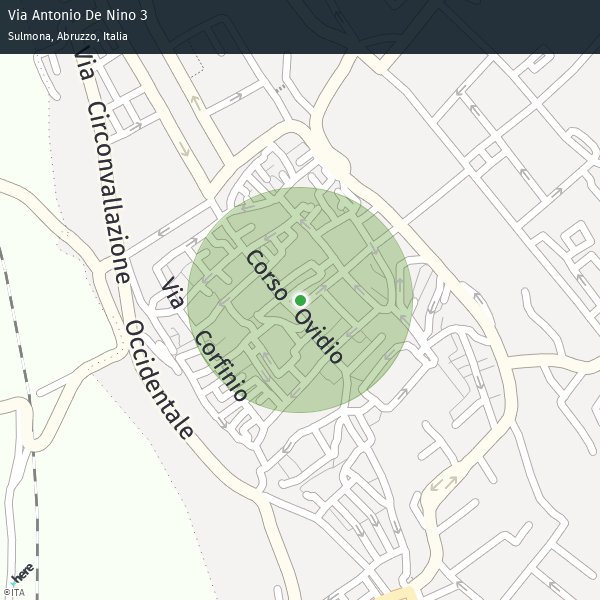 Via Antonio De Nino 3
Sulmona, Abruzzo, Italia
Via Circonvallazione Occidentale
Corso Ovidio
Via Corfinio
here
©ITA